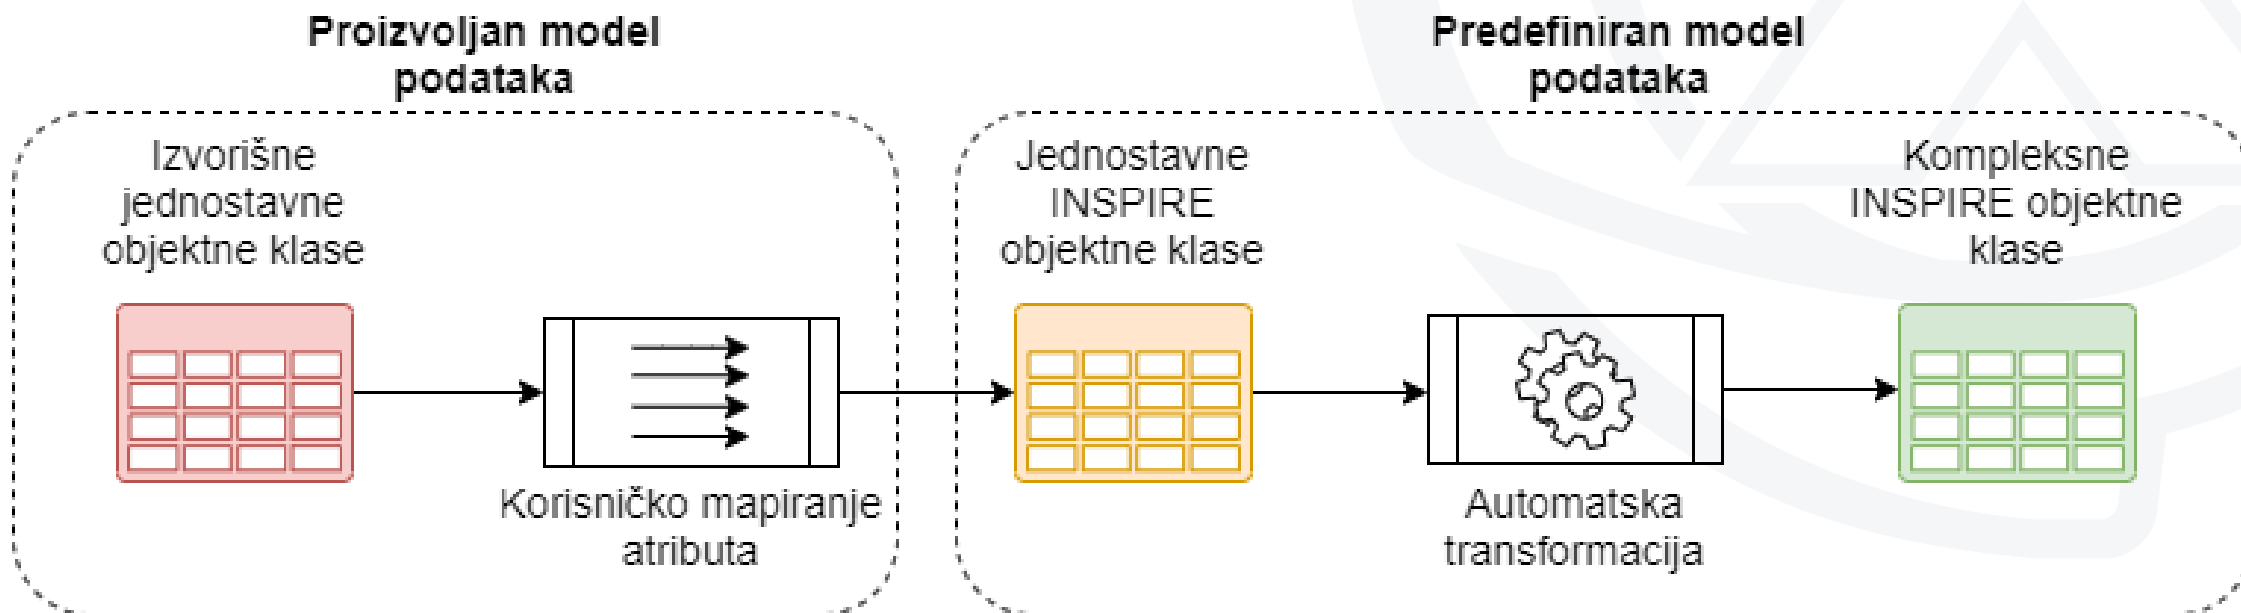 Proizvoljan model
podataka
Izvorišne
jednostavne
objektne klase
Korisničko mapiranje
atributa
Predefiniran model
podataka
Jednostavne
INSPIRE
objektne klase
Automatska
transformacija
Kompleksne
INSPIRE objektne
klase